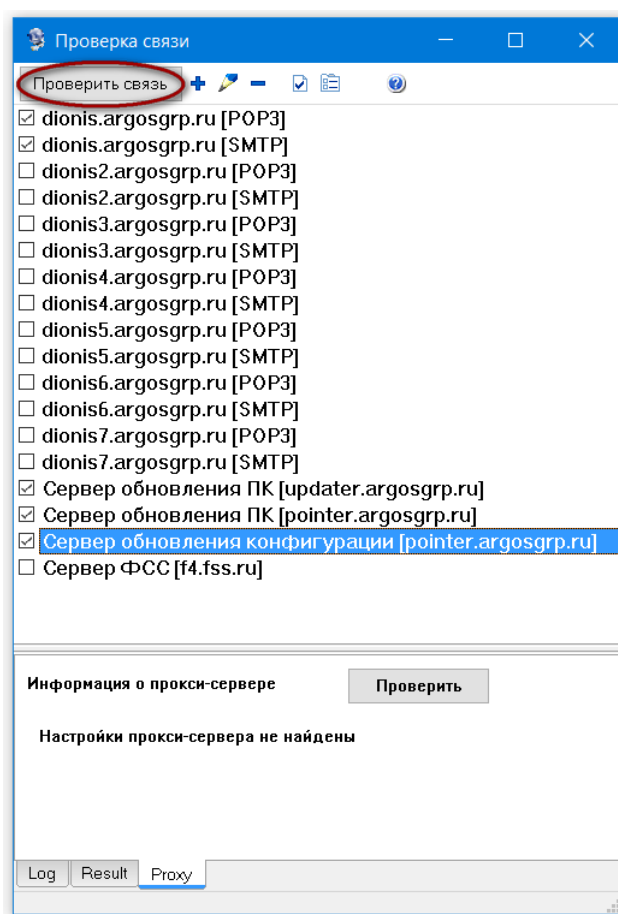 Проверка связи
Проверить связь
dionis.argosgrp.ru [POP3]
dionis.argosgrp.ru [SMTP]
dionis2.argosgrp.ru [POP3]
dionis2.argosgrp.ru [SMTP]
dionis3.argosgrp.ru [POP3]
dionis3.argosgrp.ru [SMTP]
dionis4.argosgrp.ru [POP3]
dionis4.argosgrp.ru [SMTP]
dionis5.argosgrp.ru [POP3]
dionis5.argosgrp.ru [SMTP]
dionis6.argosgrp.ru [POP3]
dionis6.argosgrp.ru [SMTP]
dionis7.argosgrp.ru [POP3]
dionis7.argosgrp.ru [SMTP]
Сервер обновления ПК [updater.argosgrp.ru]
Сервер обновления ПК [pointer.argosgrp.ru]
Сервер обновления конфигурации [pointer.argosgrp.ru]
Сервер ФСС [f4.fss.ru]
Информация о прокси-сервере Проверить
Настройки прокси-сервера не найдены
Log Result Proxy